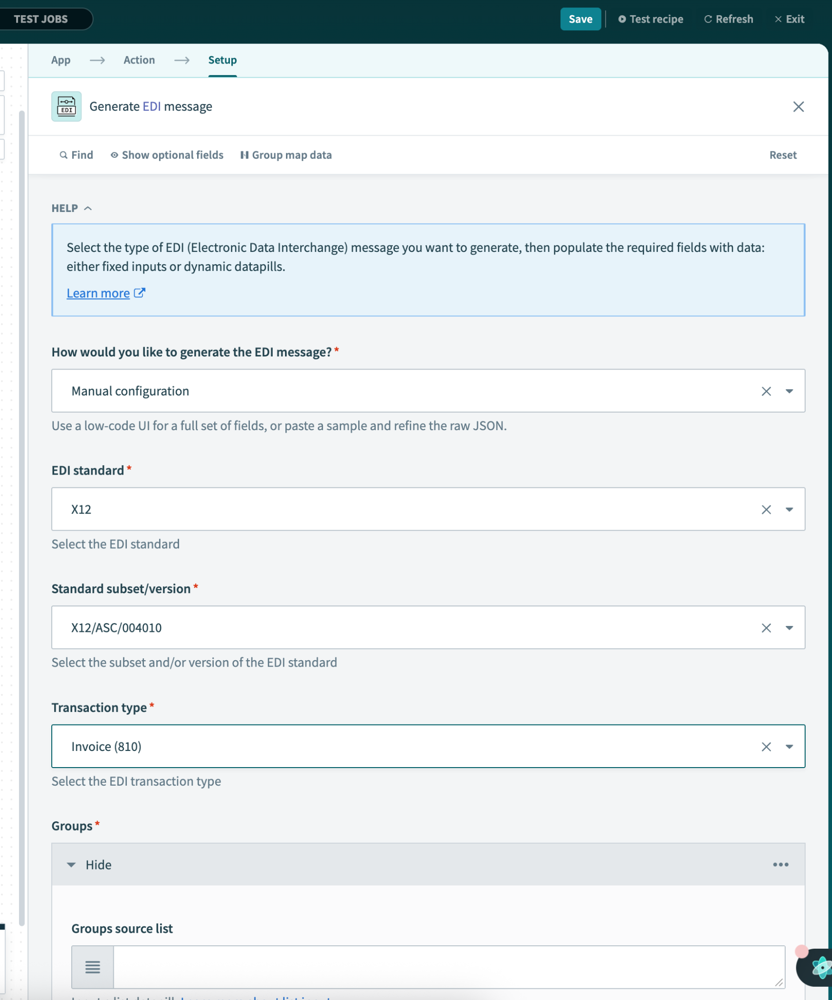 TEST JOBS
Save
Test recipe
Refresh
Exit
App
Action
Setup
EDI
Generate EDI message
Find
Show optional fields
Group map data
Reset
HELP
Select the type of EDI (Electronic Data Interchange) message you want to generate, then populate the required fields with data:
either fixed inputs or dynamic datapills.
Learn more
How would you like to generate the EDI message? *
Manual configuration
Use a low-code UI for a full set of fields, or paste a sample and refine the raw JSON.
EDI standard *
X12
Select the EDI standard
Standard subset/version *
X12/ASC/004010
Select the subset and/or version of the EDI standard
Transaction type *
Invoice (810)
Select the EDI transaction type
Groups *
Hide
Groups source list